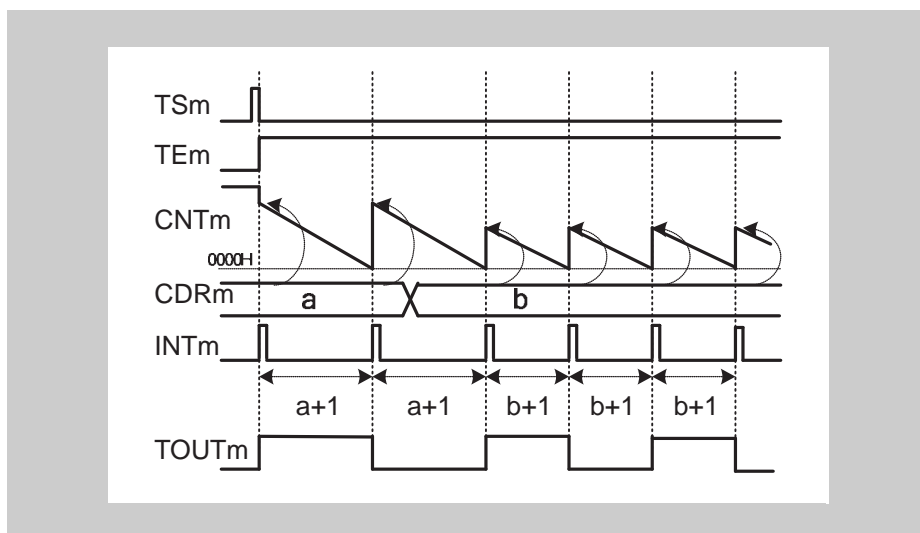 TSm
TEm
CNTm
0000H
CDRm
a b
INTm
a+1 a+1 b+1 b+1 b+1
TOUTm